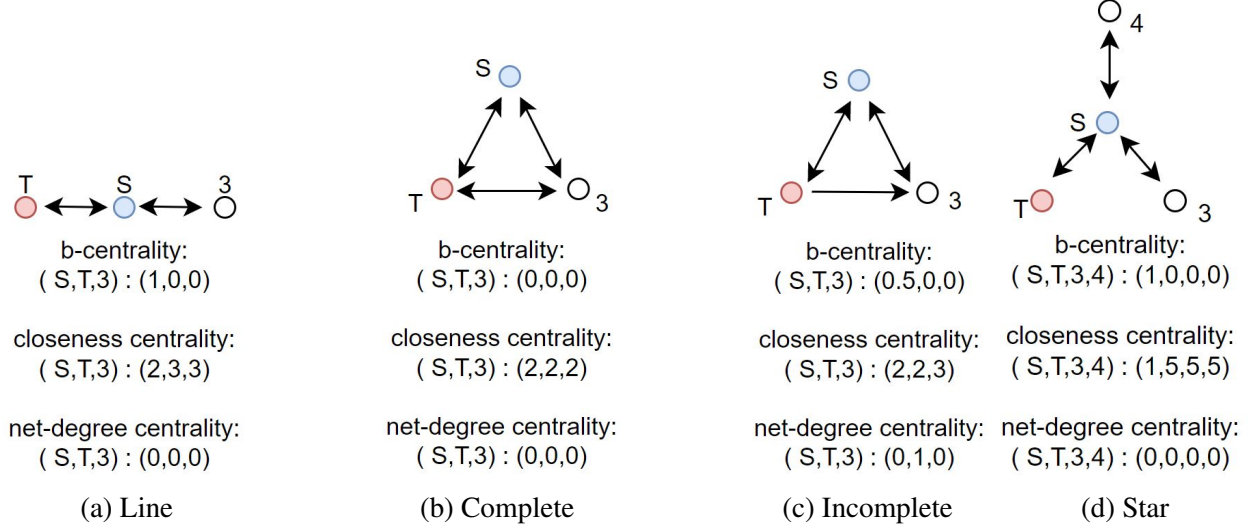 T S 3
b-centrality:
( S,T,3) : (1,0,0)
closeness centrality:
( S,T,3) : (2,3,3)
net-degree centrality:
( S,T,3) : (0,0,0)
(a) Line
S
T
3
b-centrality:
( S,T,3) : (0,0,0)
closeness centrality:
( S,T,3) : (2,2,2)
net-degree centrality:
( S,T,3) : (0,0,0)
(b) Complete
S
T
3
b-centrality:
( S,T,3) : (0.5,0,0)
closeness centrality:
( S,T,3) : (2,2,3)
net-degree centrality:
( S,T,3) : (0,1,0)
(c) Incomplete
4
S
T
3
b-centrality:
( S,T,3,4) : (1,0,0,0)
closeness centrality:
( S,T,3,4) : (1,5,5,5)
net-degree centrality:
( S,T,3,4) : (0,0,0,0)
(d) Star